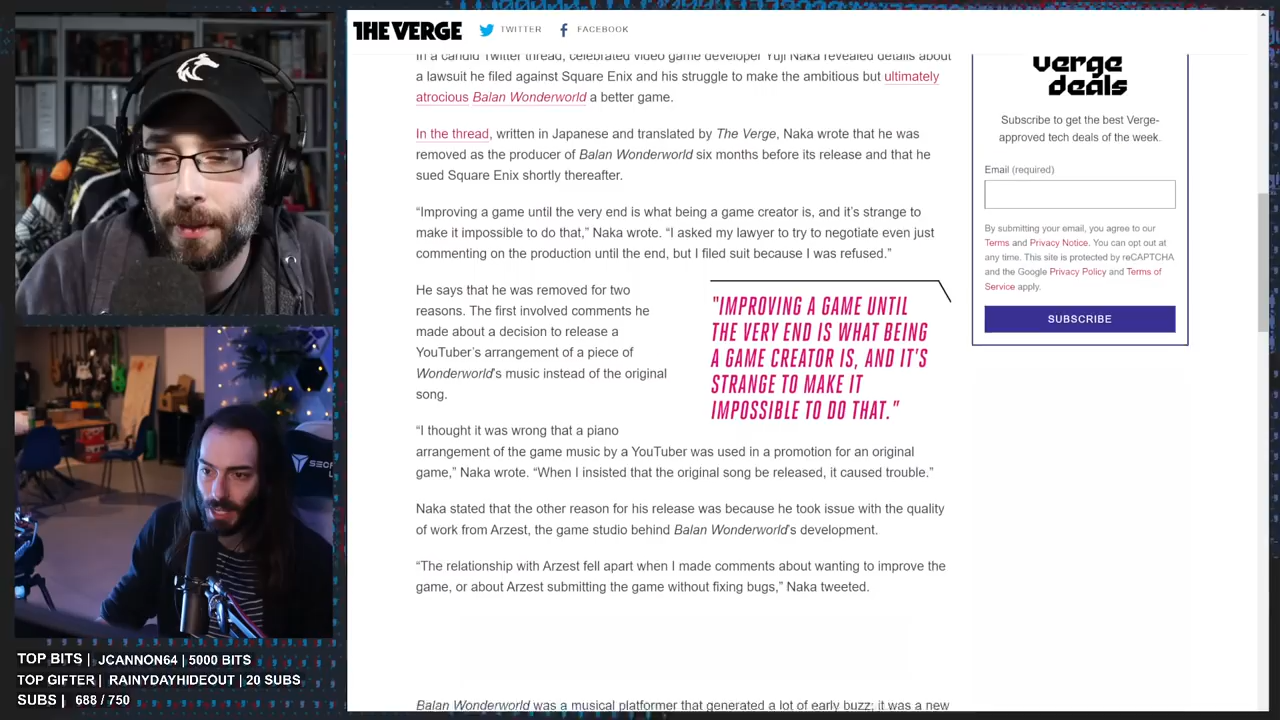 THE VERGE
TWITTER
FACEBOOK
In a candid Twitter thread, celebrated video game developer Yuji Naka revealed details about
a lawsuit he filed against Square Enix and his struggle to make the ambitious but ultimately
atrocious Balan Wonderworld a better game.
In the thread, written in Japanese and translated by The Verge, Naka wrote that he was
removed as the producer of Balan Wonderworld six months before its release and that he
sued Square Enix shortly thereafter.
“Improving a game until the very end is what being a game creator is, and it’s strange to
make it impossible to do that,” Naka wrote. “I asked my lawyer to try to negotiate even just
commenting on the production until the end, but I filed suit because I was refused.”
He says that he was removed for two
reasons. The first involved comments he
made about a decision to release a
YouTuber’s arrangement of a piece of
Wonderworld’s music instead of the original
song.
"IMPROVING A GAME UNTIL
THE VERY END IS WHAT BEING
A GAME CREATOR IS, AND IT'S
STRANGE TO MAKE IT
IMPOSSIBLE TO DO THAT."
“I thought it was wrong that a piano
arrangement of the game music by a YouTuber was used in a promotion for an original
game,” Naka wrote. “When I insisted that the original song be released, it caused trouble.”
Naka stated that the other reason for his release was because he took issue with the quality
of work from Arzest, the game studio behind Balan Wonderworld’s development.
“The relationship with Arzest fell apart when I made comments about wanting to improve the
game, or about Arzest submitting the game without fixing bugs,” Naka tweeted.
Balan Wonderworld was a musical platformer that generated a lot of early buzz; it was a new
verge
deals
Subscribe to get the best Verge-
approved tech deals of the week.
Email (required)
By submitting your email, you agree to our
Terms and Privacy Notice. You can opt out at
any time. This site is protected by reCAPTCHA
and the Google Privacy Policy and Terms of
Service apply.
SUBSCRIBE
TOP BITS | JCANNON64 | 5000 BITS
TOP GIFTER | RAINYDAYHIDEOUT | 20 SUBS
SUBS | 688 / 750